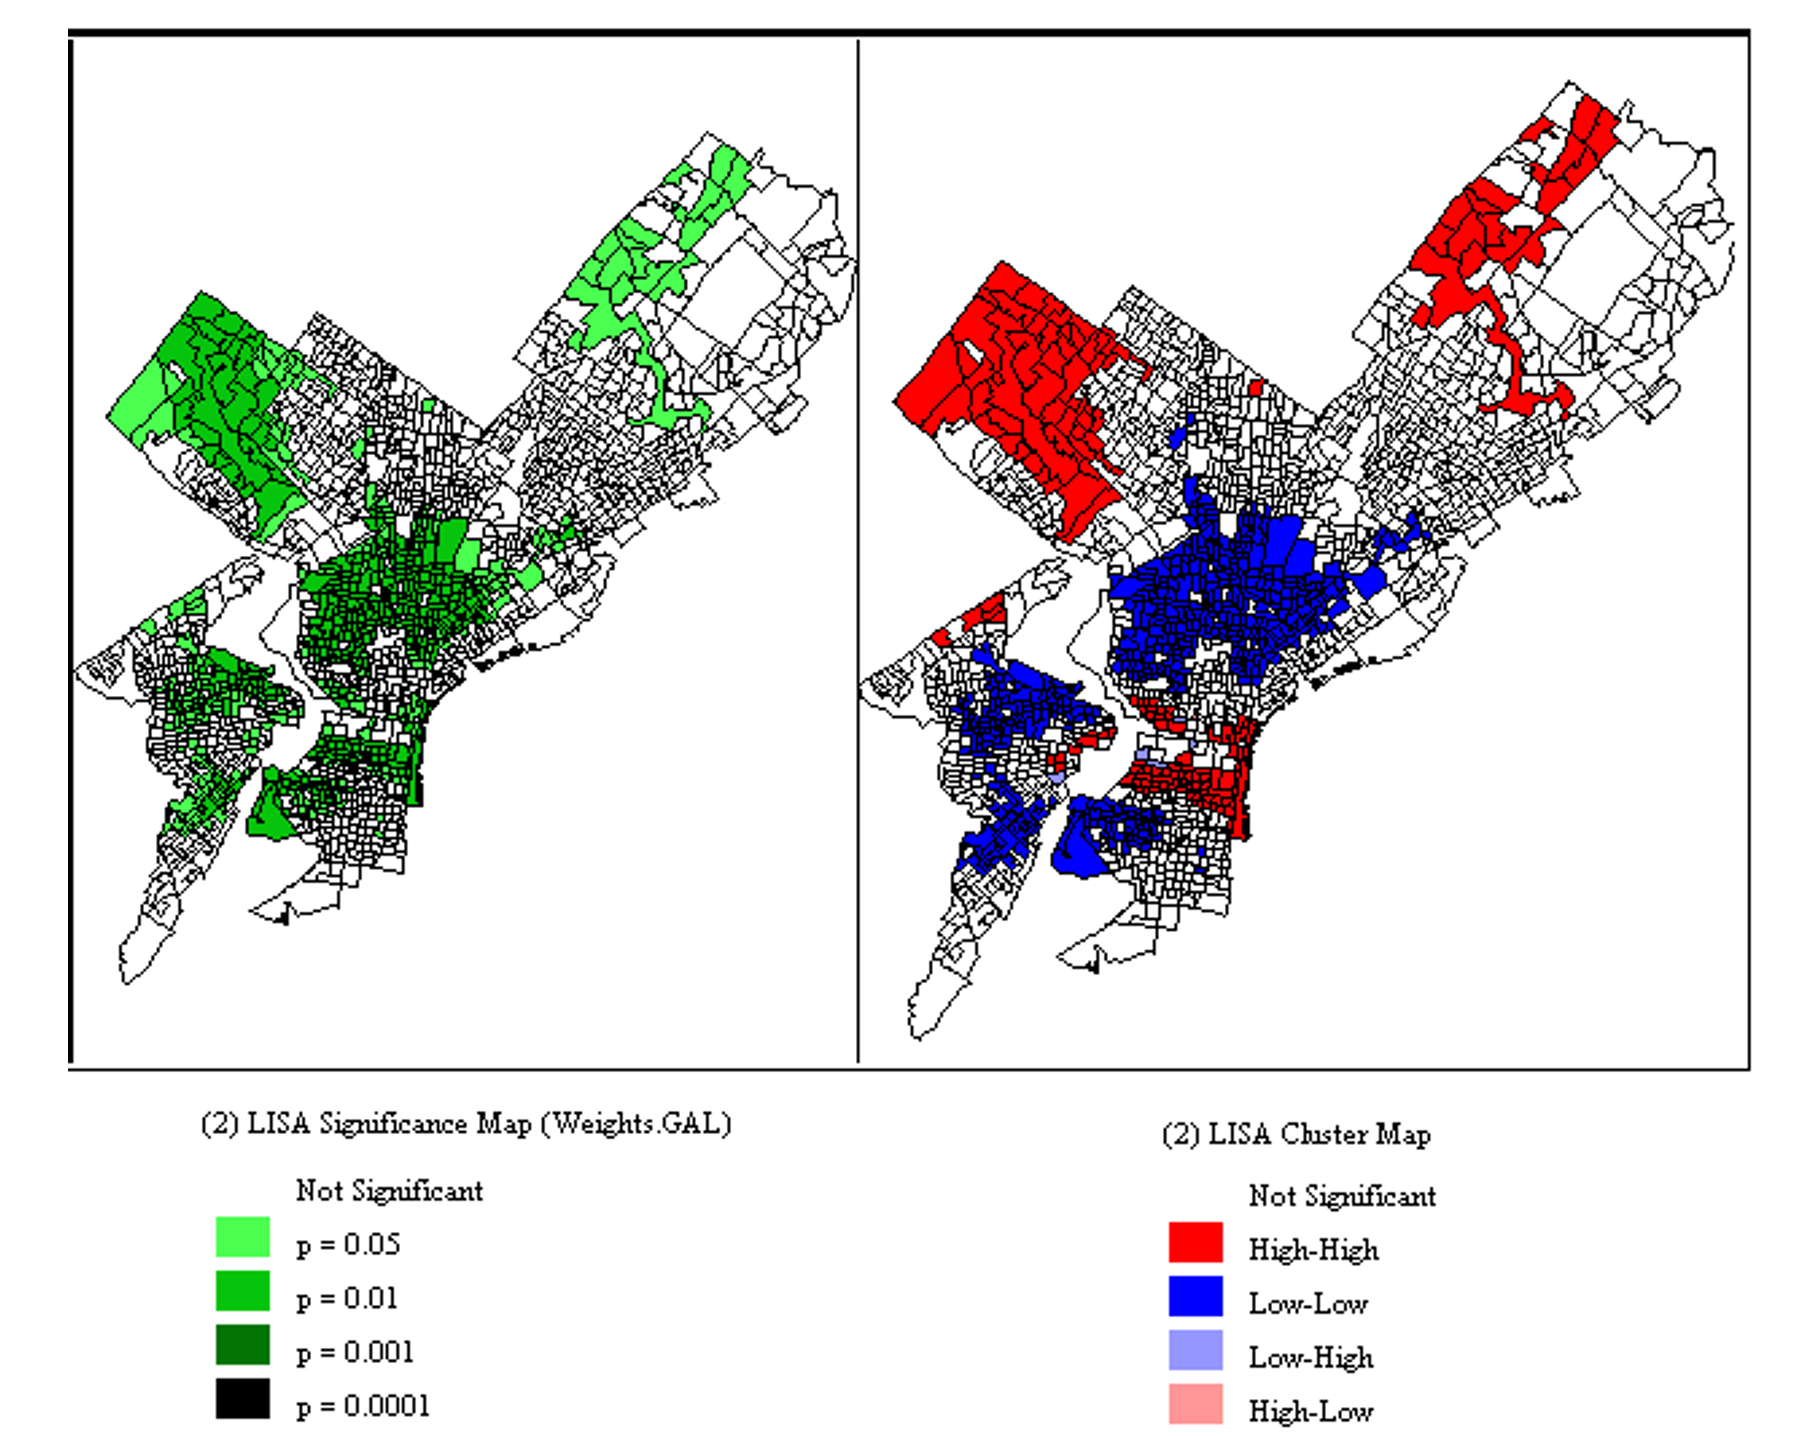 (2) LISA Significance Map (Weights.GAL)
Not Significant
p = 0.05
p = 0.01
p = 0.001
p = 0.0001
(2) LISA Cluster Map
Not Significant
High-High
Low-Low
Low-High
High-Low